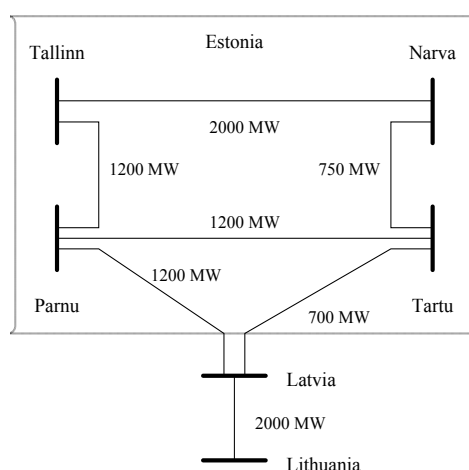 Estonia
Tallinn
Narva
2000 MW
1200 MW
750 MW
1200 MW
1200 MW
Parnu
Tartu
700 MW
Latvia
2000 MW
Lithuania